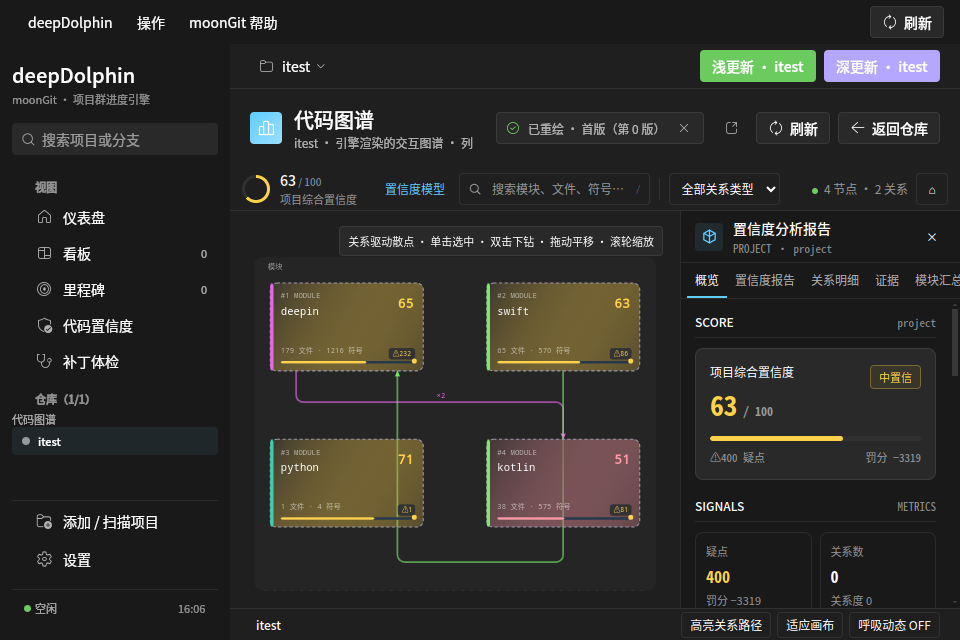 deepDolphin 操作 moonGit 帮助
刷新
deepDolphin
moonGit · 项目群进度引擎
搜索项目或分支
视图
仪表盘
看板 0
里程碑 0
代码置信度
补丁体检
仓库 (1/1)
代码图谱
itest
添加 / 扫描项目
设置
空闲 16:06
itest
浅更新 · itest
深更新 · itest
代码图谱
itest · 引擎渲染的交互图谱 · 列
已重绘 · 首版（第 0 版）
刷新
返回仓库
63 / 100
项目综合置信度
置信度模型
搜索模块、文件、符号… /
全部关系类型
4 节点 · 2 关系
关系驱动散点 · 单击选中 · 双击下钻 · 拖动平移 · 滚轮缩放
模块
#1 MODULE
deepin
65
179 文件 · 1216 符号
⚠232
#2 MODULE
swift
63
65 文件 · 570 符号
⚠86
×2
#3 MODULE
python
71
1 文件 · 4 符号
⚠1
#4 MODULE
kotlin
51
38 文件 · 575 符号
⚠81
置信度分析报告
PROJECT · project
概览 置信度报告 关系明细 证据 模块汇总
SCORE project
项目综合置信度
中置信
63 / 100
⚠400 疑点 罚分 −3319
SIGNALS METRICS
疑点
400
罚分 −3319
关系数
0
关系度 0
itest
高亮关系路径
适应画布
呼吸动态 OFF